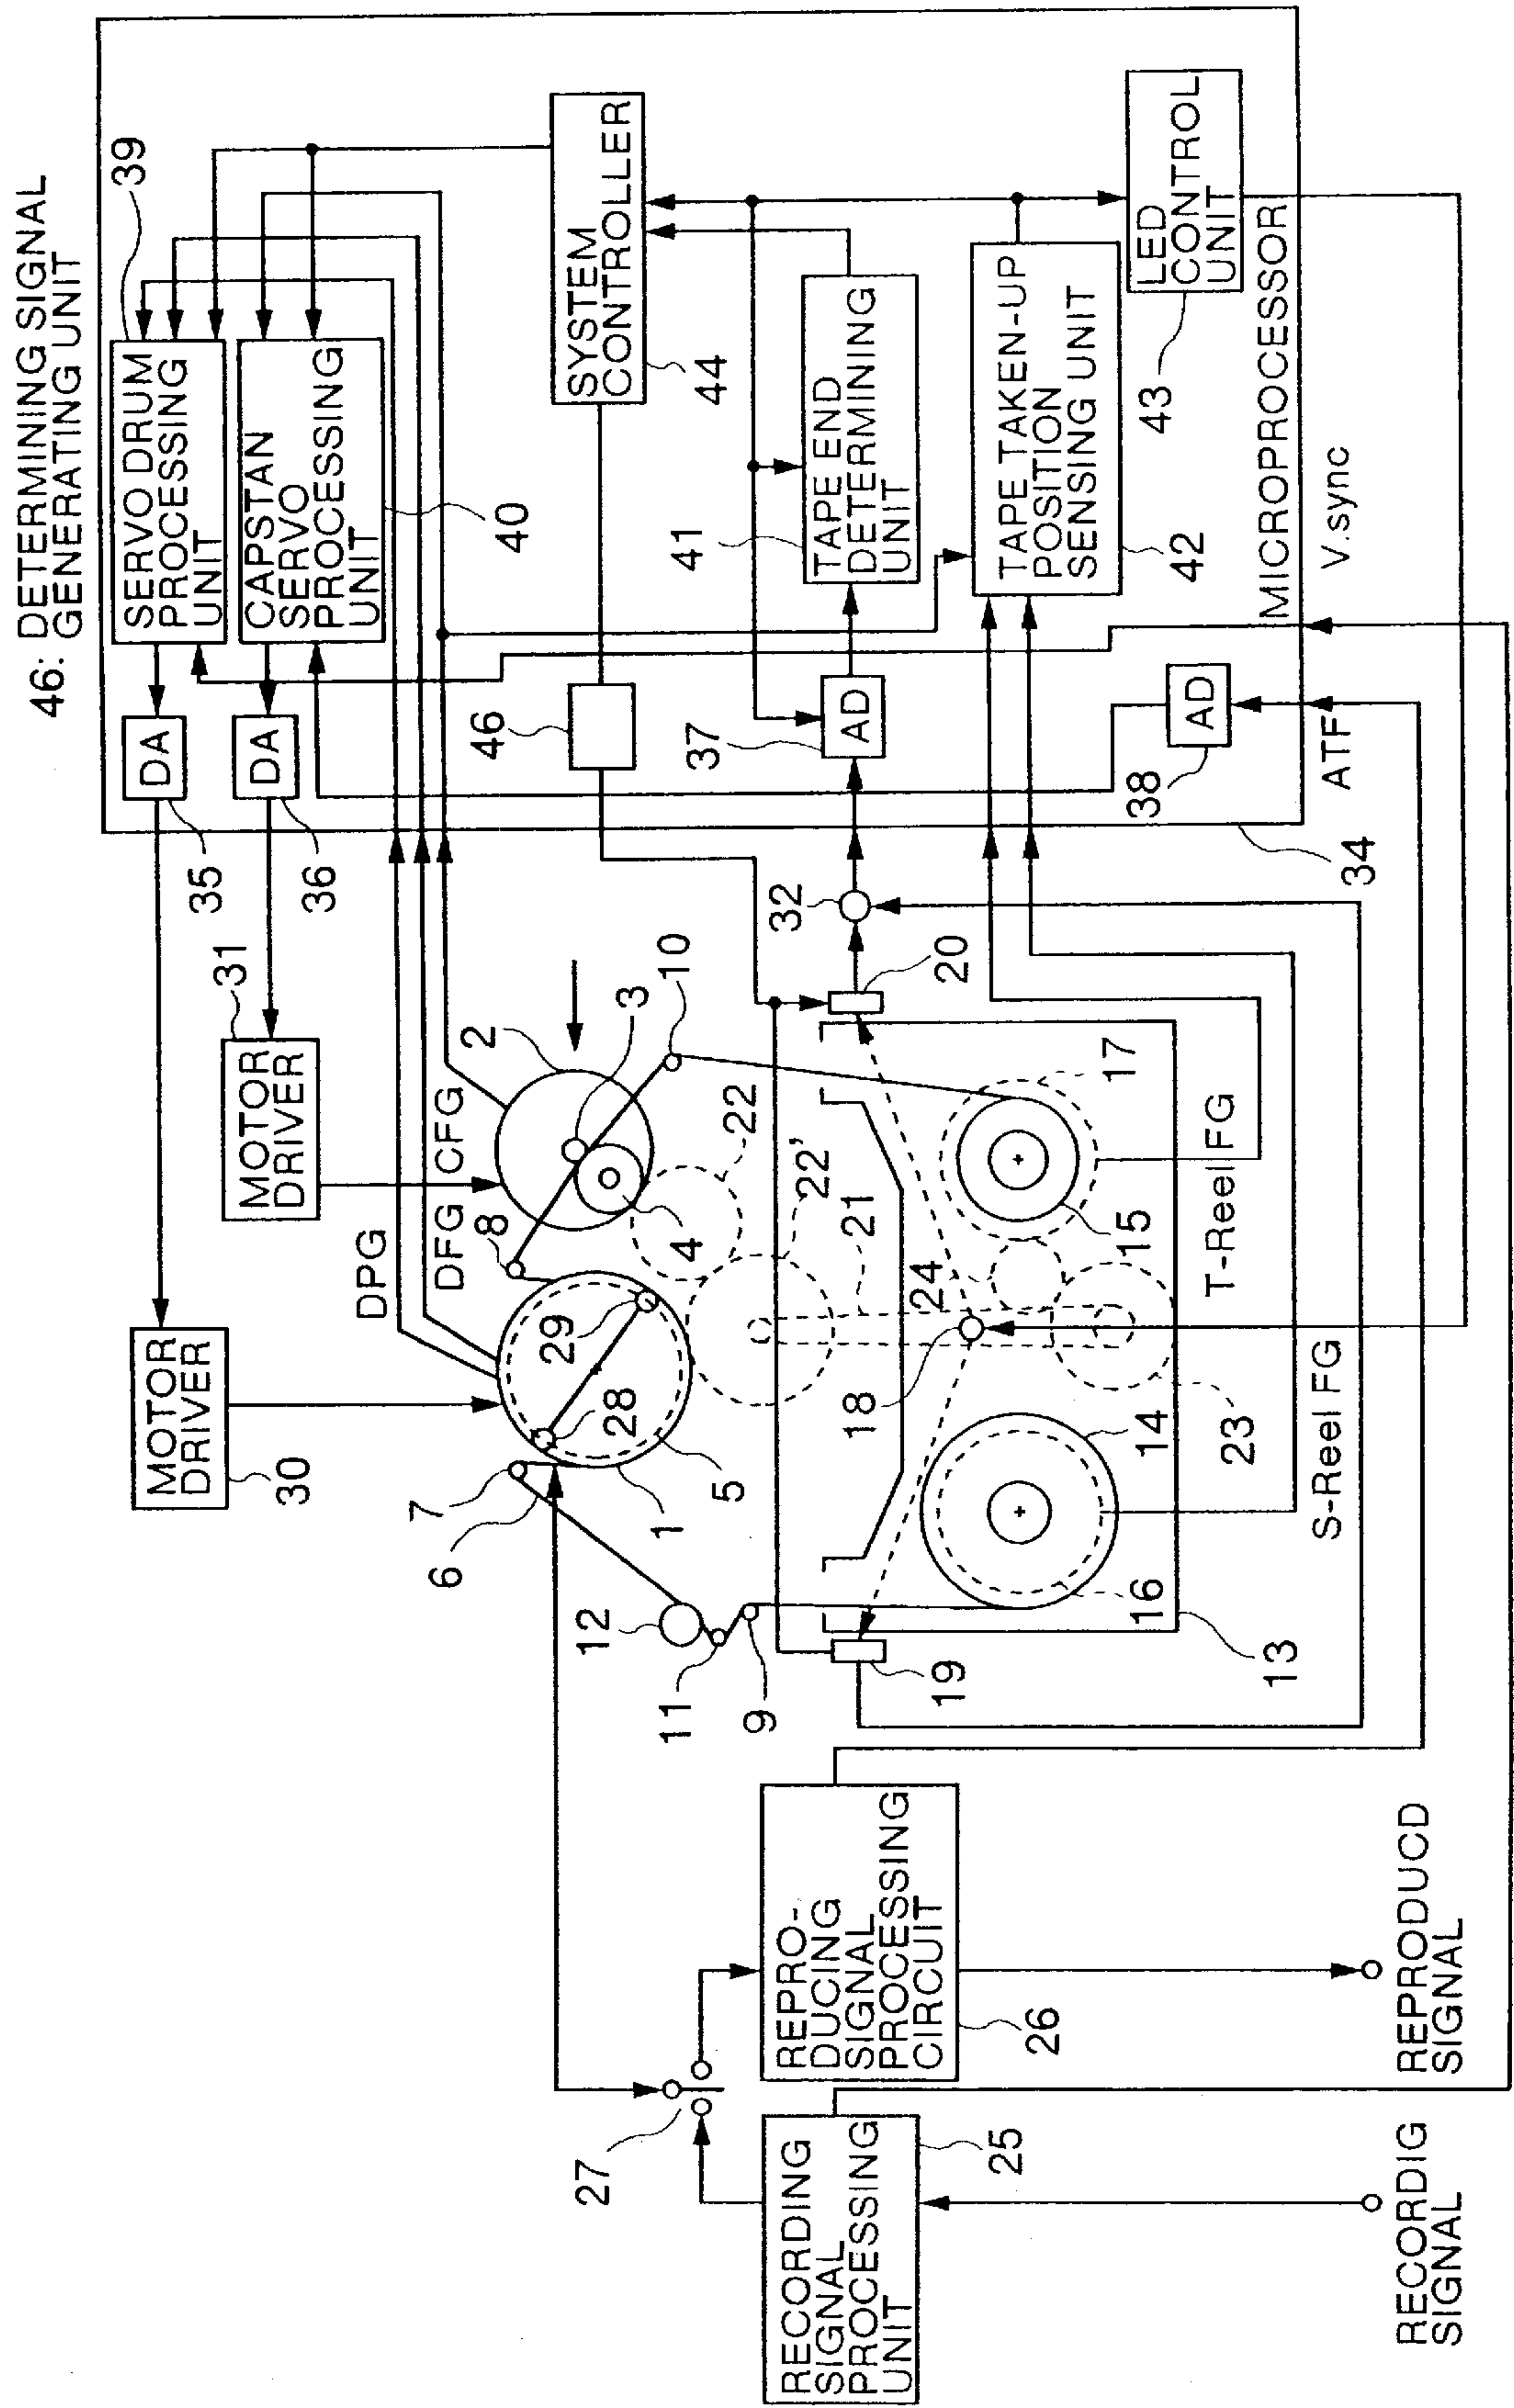 46: DETERMINING SIGNAL
GENERATING UNIT
39
SERVO DRUM
PROCESSING
UNIT
CAPSTAN
SERVO
PROCESSING
UNIT
40
DA
35
DA
36
SYSTEM
CONTROLLER
44
46
TAPE END
DETERMINING
UNIT
41
AD
37
TAPE TAKEN-UP
POSITION
SENSING UNIT
42
LED
CONTROL
UNIT
43
MICROPROCESSOR
AD
38
34
V.sync
ATF
MOTOR
DRIVER
30
MOTOR
DRIVER
31
DPG
DFG
CFG
2
3
10
8
4
29
28
5
1
7
6
12
11
9
22
22'
21
24
18
32
20
19
17
15
14
16
23
13
T-Reel FG
S-Reel FG
27
REPRO-
DUCING
SIGNAL
PROCESSING
CIRCUIT
26
RECORDING
SIGNAL
PROCESSING
UNIT
25
REPRODUCD
SIGNAL
RECORDIG
SIGNAL